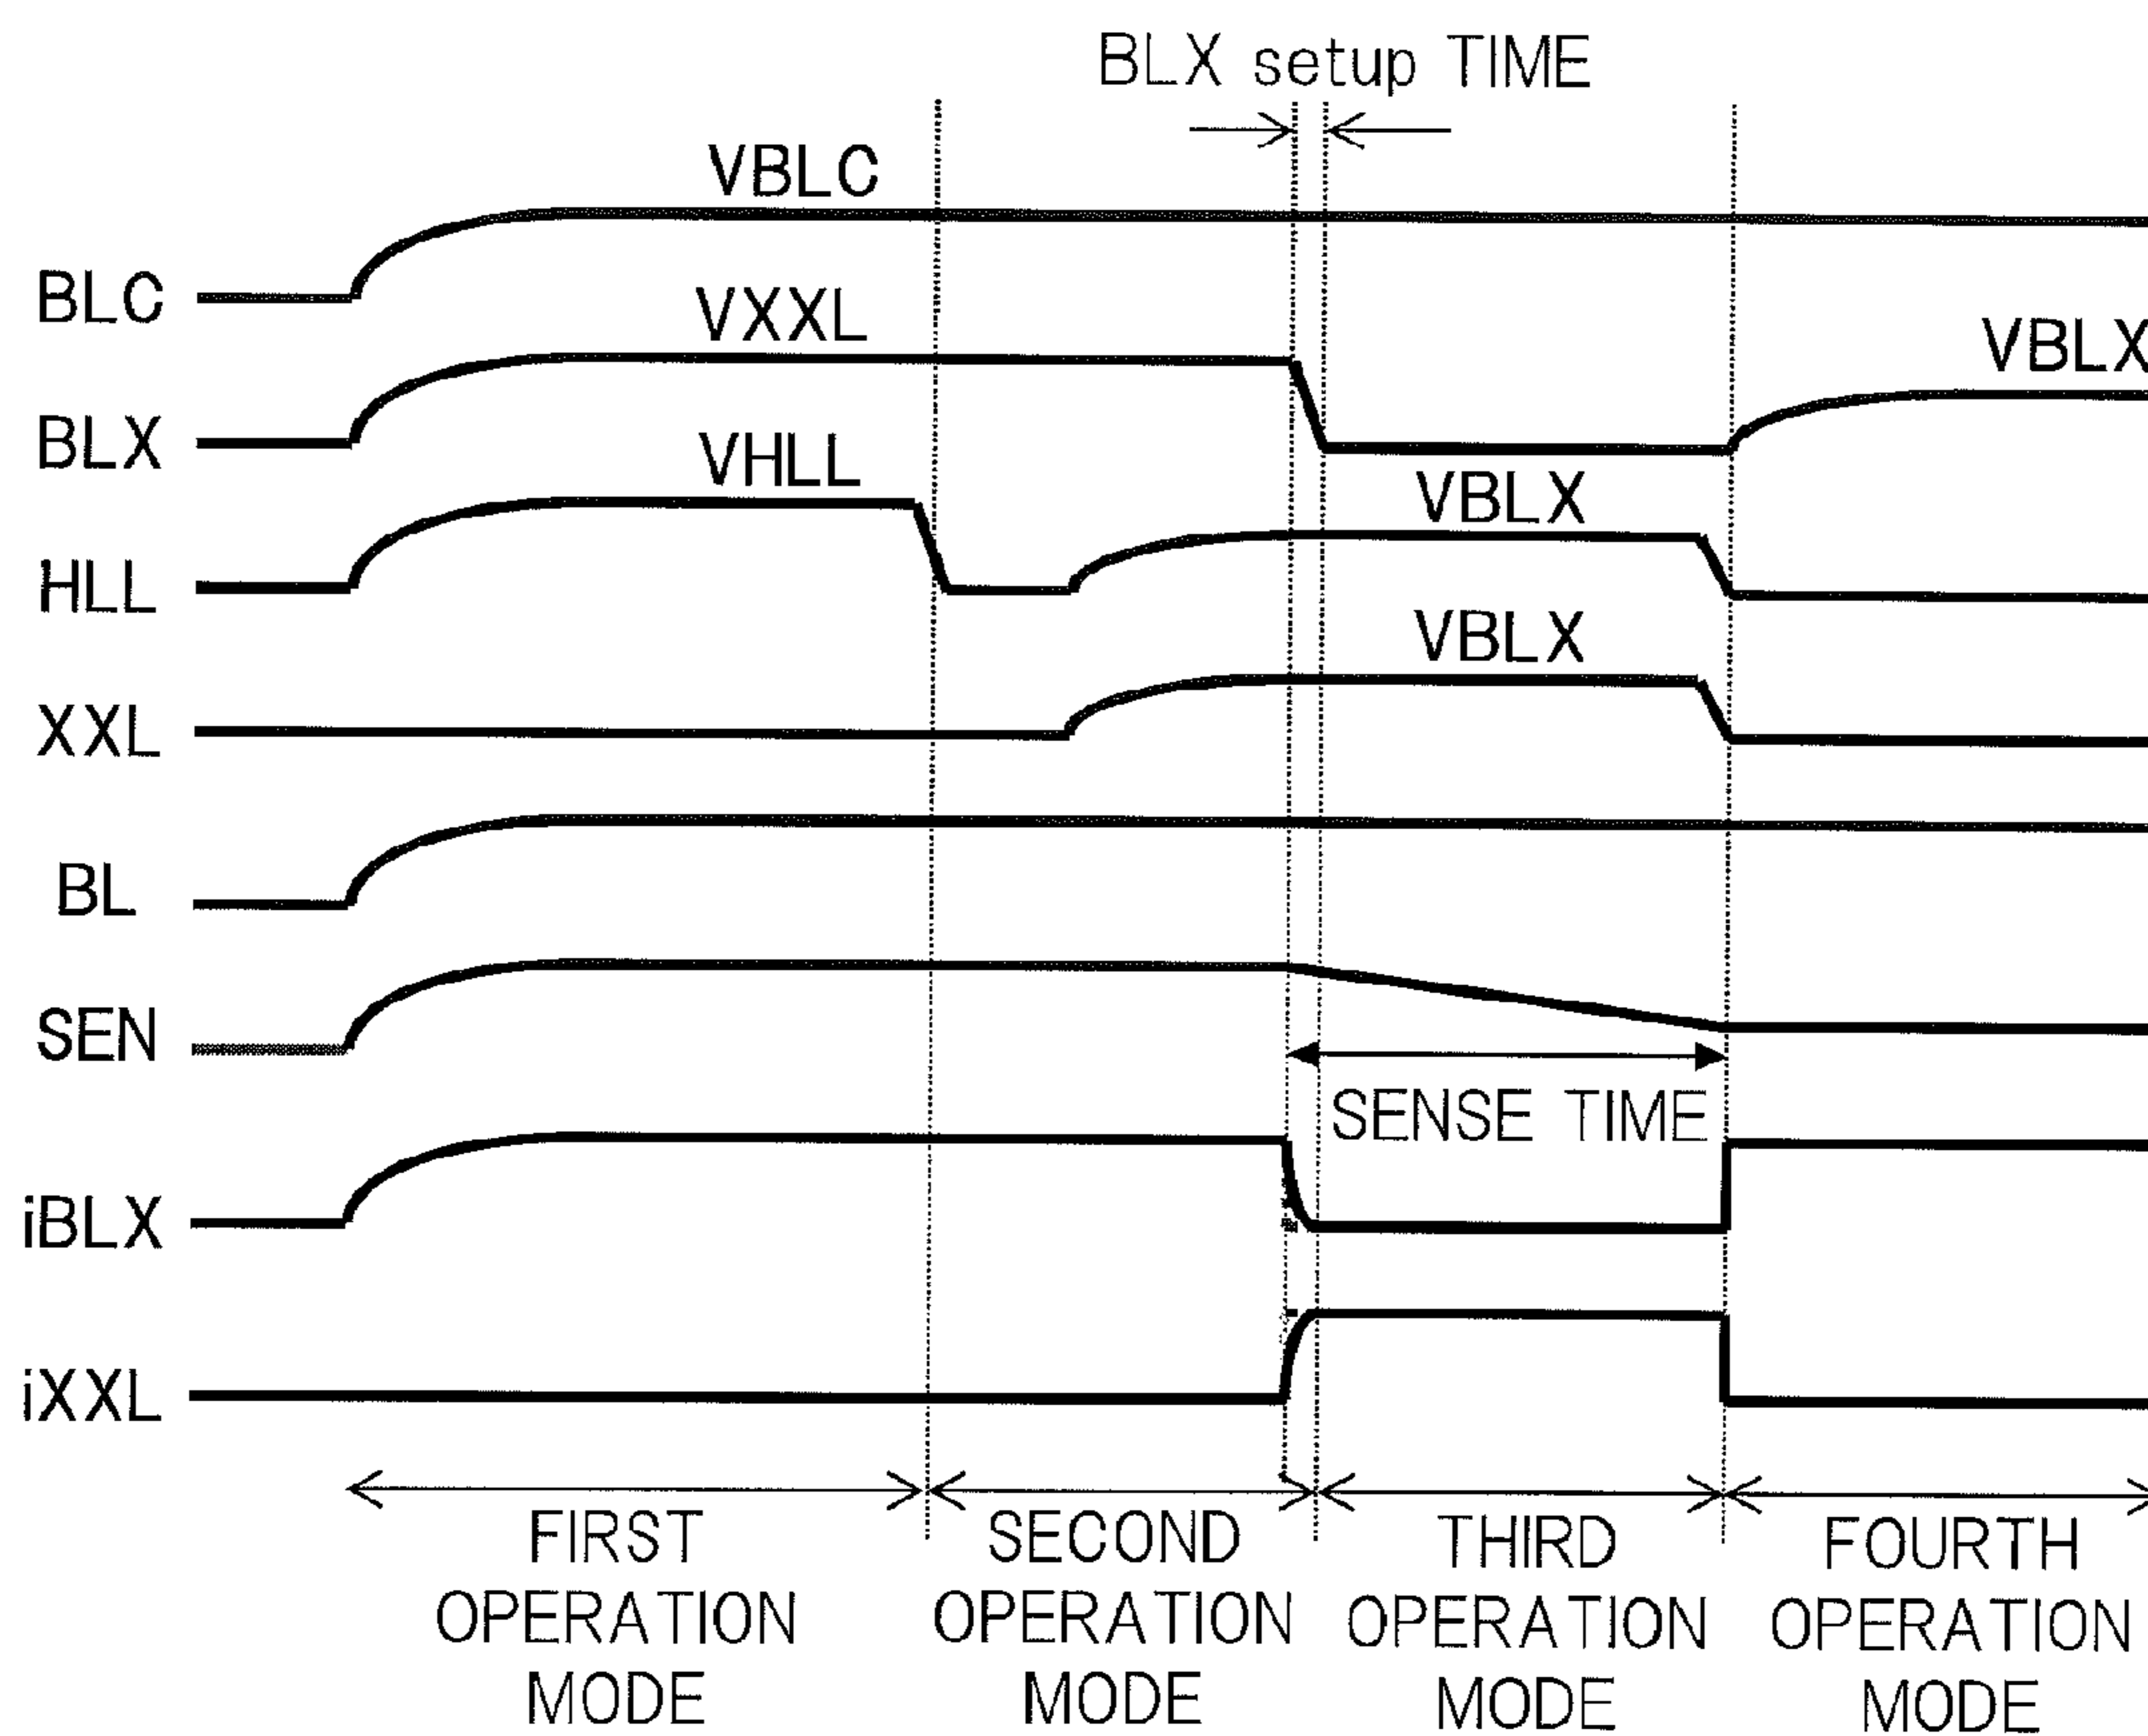 BLX setup TIME
VBLC
BLC
VXXL
VBLX
BLX
VHLL
VBLX
HLL
VBLX
XXL
BL
SEN
SENSE TIME
iBLX
iXXL
FIRST
OPERATION
MODE
SECOND
OPERATION
MODE
THIRD
OPERATION
MODE
FOURTH
OPERATION
MODE